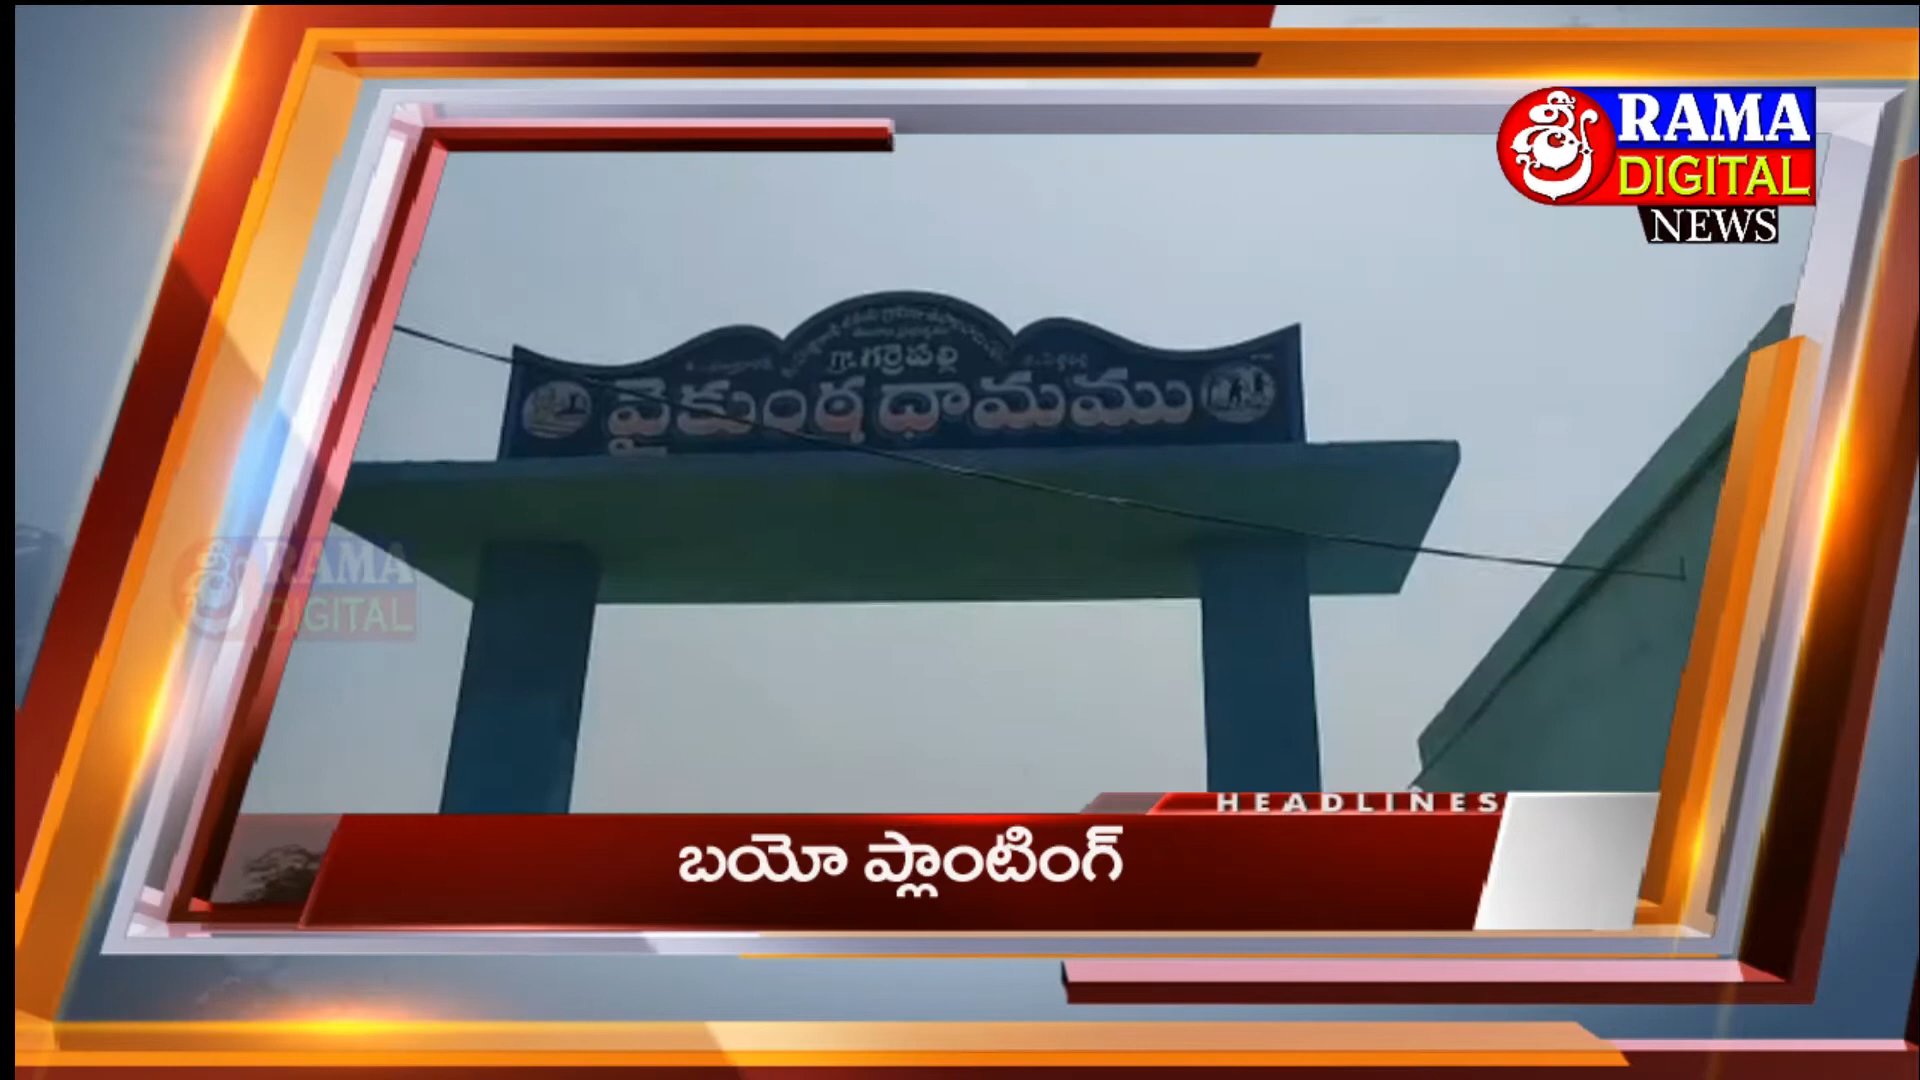 శ్రీ RAMA
DIGITAL
NEWS
గ్రా. గర్రెపల్లి
వైకుంఠ ధామము
RAMA
DIGITAL
HEADLINES
బయో ప్లాంటింగ్